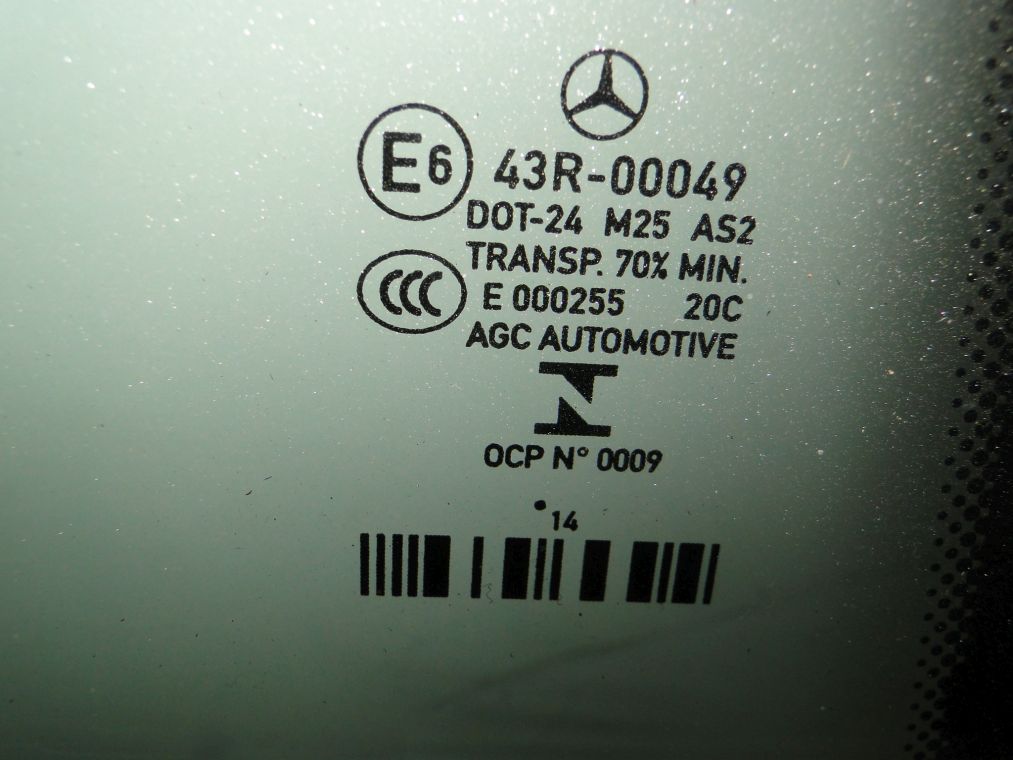 E6 43R-00049
DOT-24 M25 AS2
TRANSP. 70% MIN.
CCC E 000255 20C
AGC AUTOMOTIVE
OCP N° 0009
14